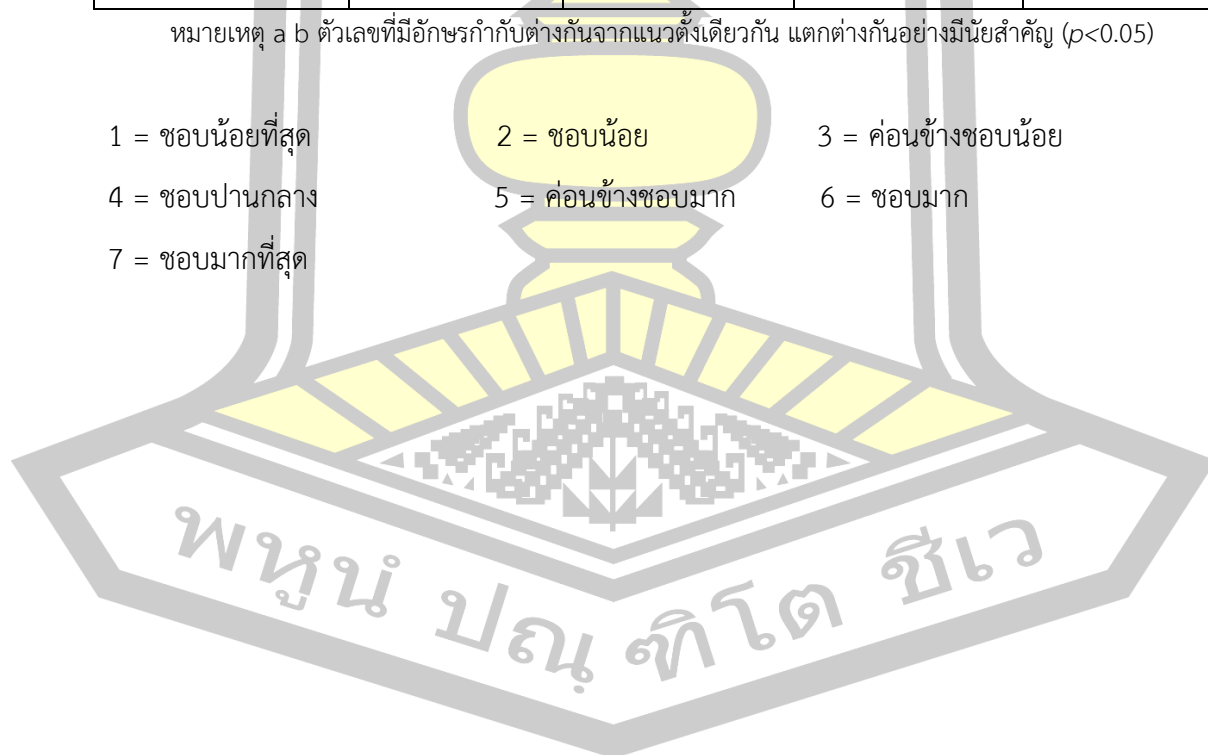 หมายเหตุ a b ตัวเลขที่มีอักษรกำกับต่างกันจากแนวตั้งเดียวกัน แตกต่างกันอย่างมีนัยสำคัญ (p<0.05)
1 = ชอบน้อยที่สุด 2 = ชอบน้อย 3 = ค่อนข้างชอบน้อย
4 = ชอบปานกลาง 5 = ค่อนข้างชอบมาก 6 = ชอบมาก
7 = ชอบมากที่สุด
พหูนํ ปณฺฑิโต ชีเว